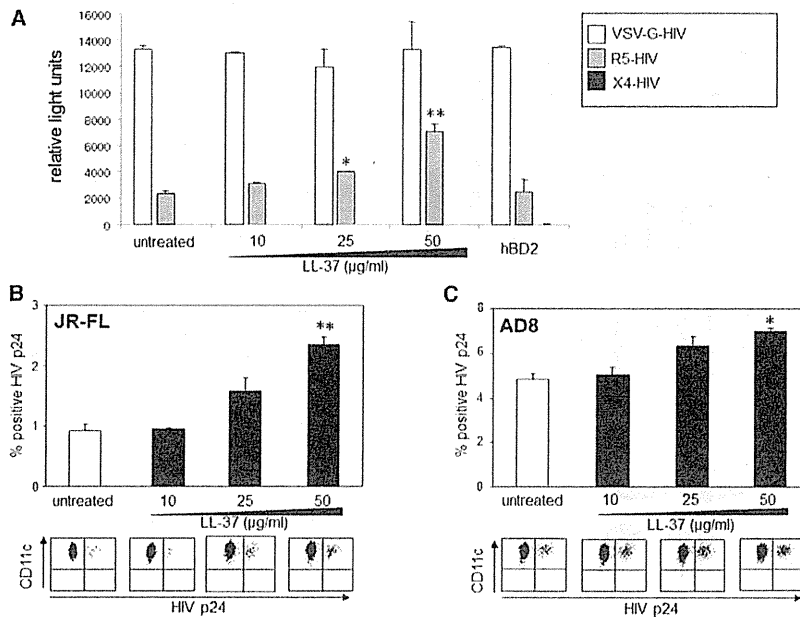 A
16000
14000
12000
10000
8000
6000
4000
2000
0
relative light units
*
**
untreated
10
25
50
hBD2
LL-37 (µg/ml)
VSV-G-HIV
R5-HIV
X4-HIV
B
JR-FL
3
2
1
0
% positive HIV p24
**
untreated
10
25
50
LL-37 (µg/ml)
CD11c
HIV p24
C
AD8
8
6
4
2
0
% positive HIV p24
*
untreated
10
25
50
LL-37 (µg/ml)
CD11c
HIV p24